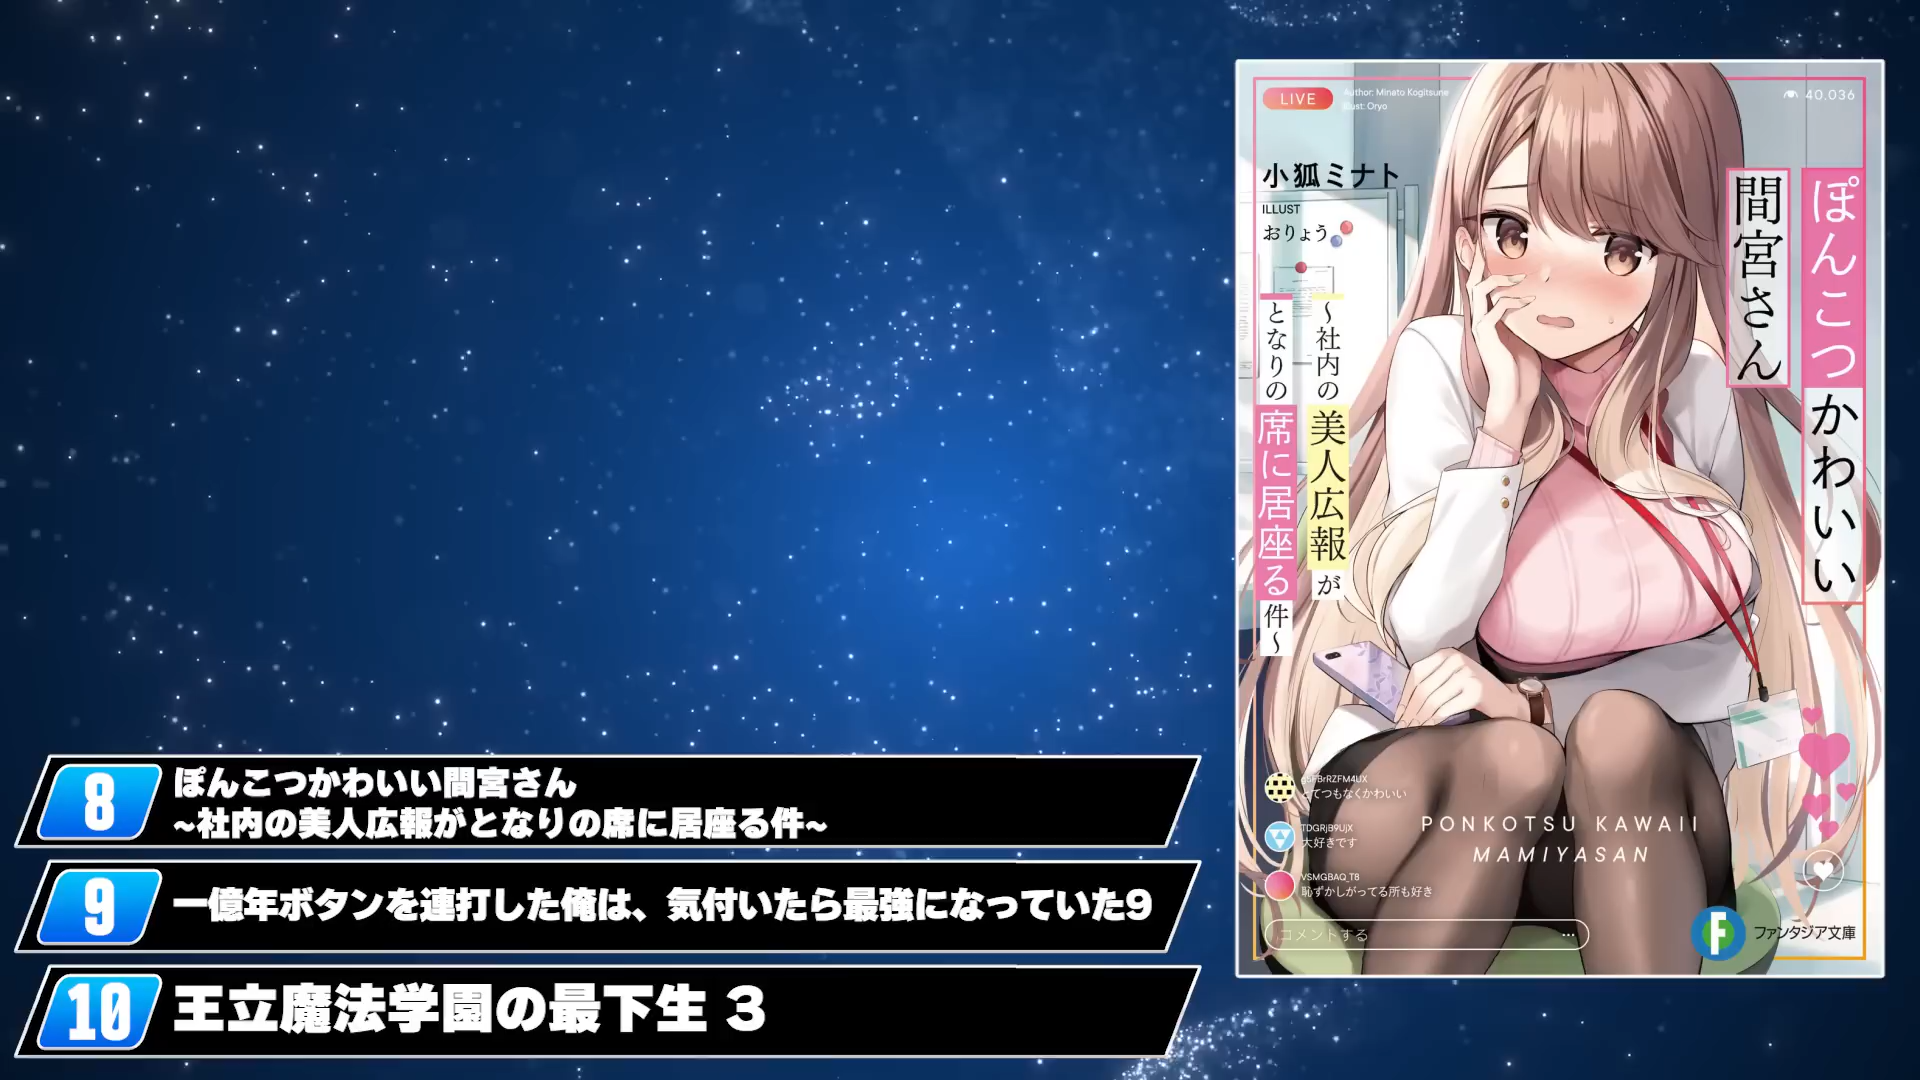 8
ぽんこつかわいい間宮さん
~社内の美人広報がとなりの席に居座る件~
9
一億年ボタンを連打した俺は、気付いたら最強になっていた9
10
王立魔法学園の最下生 3
LIVE
Author: Minato Kogitsune
Illust: Oryo
40,036
小狐ミナト
ILLUST
おりょう
ぽんこつかわいい
間宮さん
～社内の美人広報が
となりの席に居座る件～
とてつもなくかわいい
TDGRjB9UjX
大好きです
VSMGBAQ_T8
恥ずかしがってる所も好き
コメントする
...
PONKOTSU KAWAII
MAMIYASAN
F
ファンタジア文庫